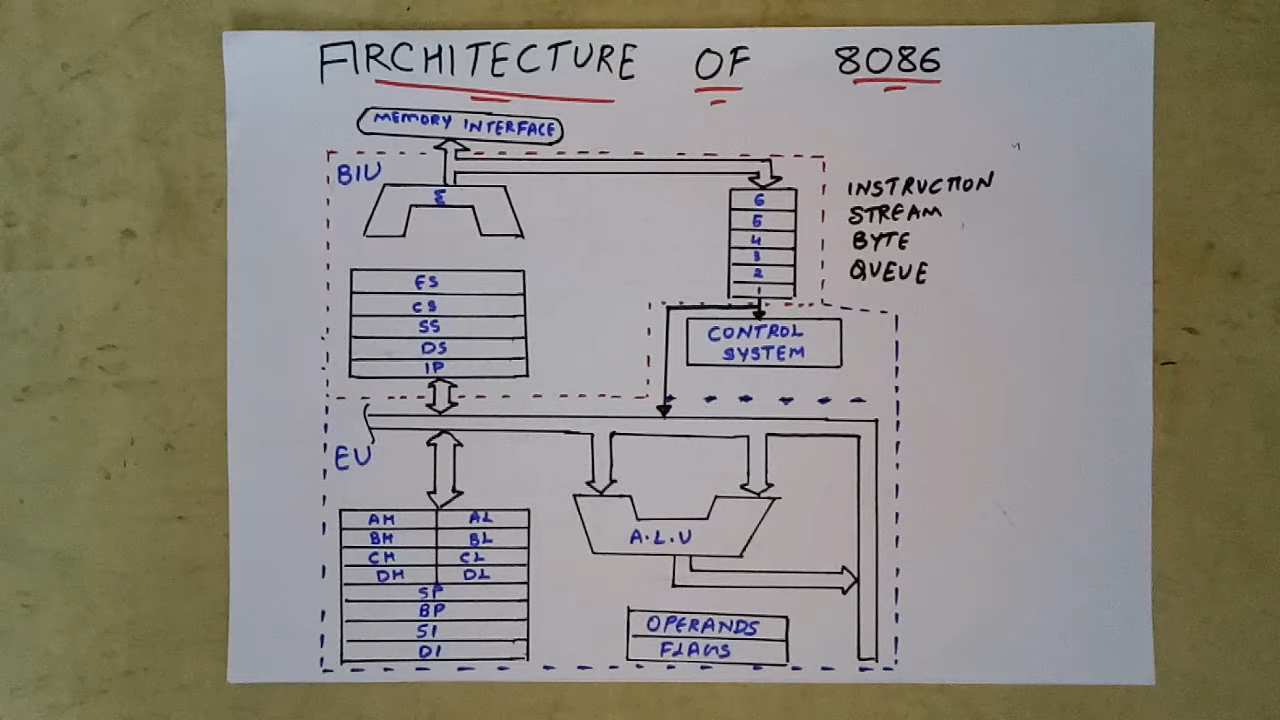 ARCHITECTURE OF 8086
MEMORY INTERFACE
BIU
Σ
6
5
4
3
2
1
INSTRUCTION
STREAM
BYTE
QUEUE
ES
CS
SS
DS
IP
CONTROL
SYSTEM
EU
AH AL
BH BL
CH CL
DH DL
SP
BP
SI
DI
A.L.U
OPERANDS
FLAGS